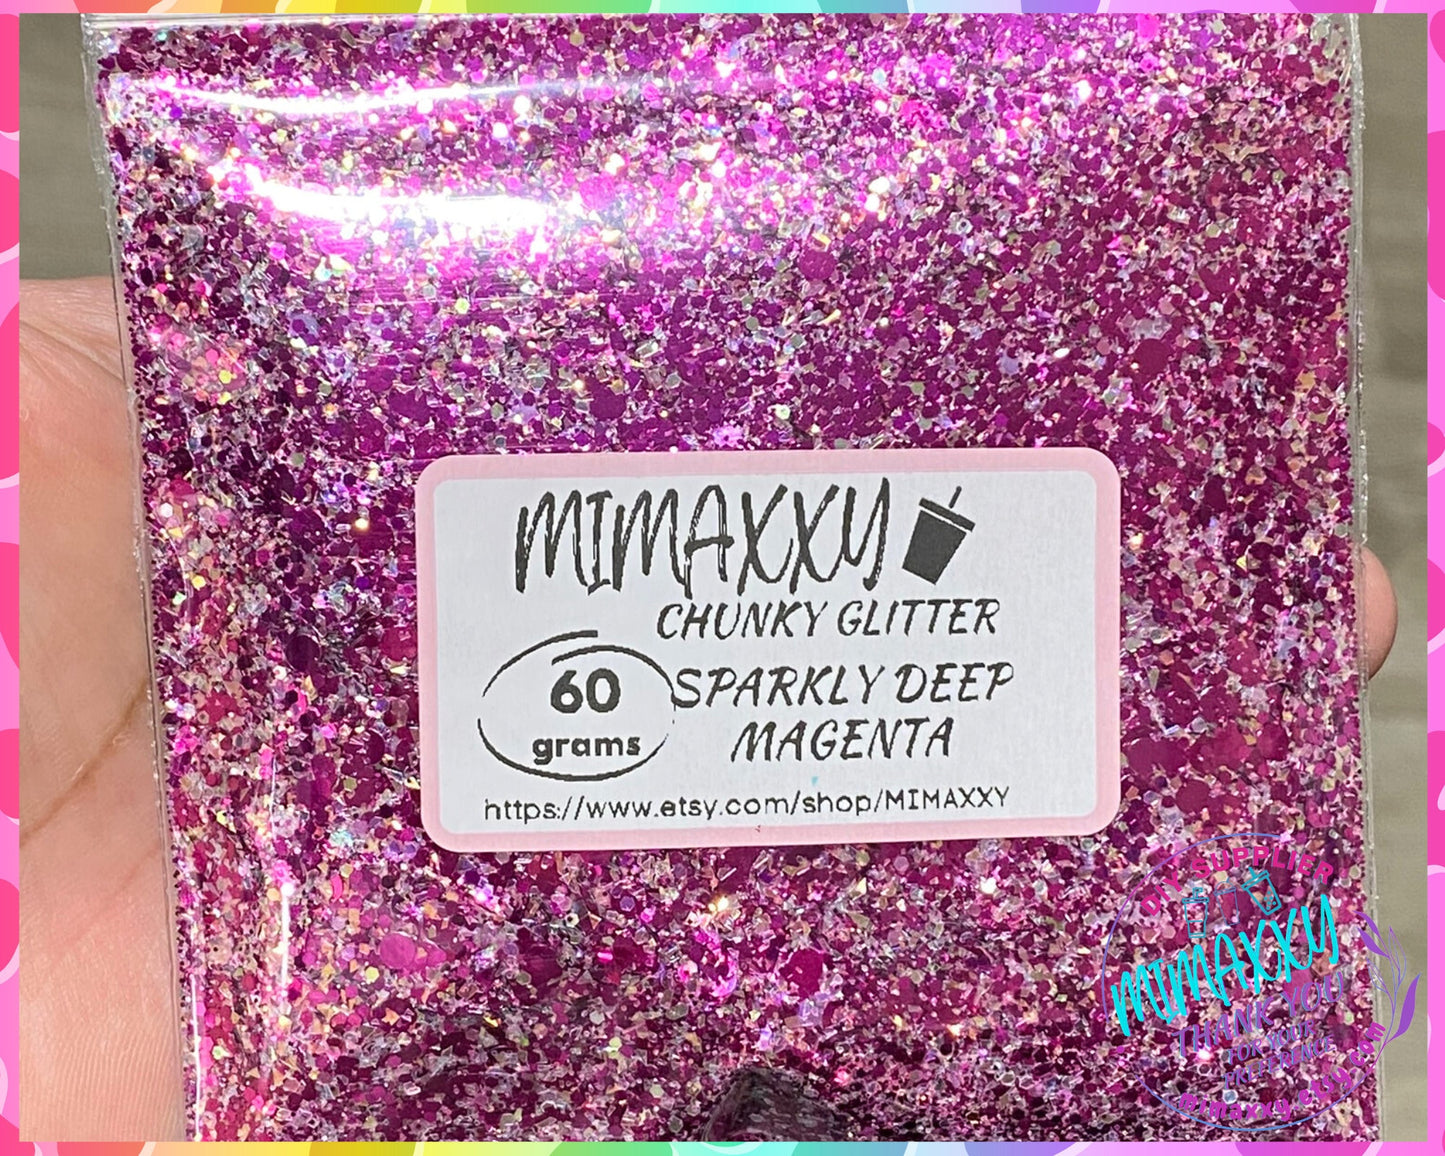 MIMAXXY
CHUNKY GLITTER
60
grams
SPARKLY DEEP
MAGENTA
https://www.etsy.com/shop/MIMAXXY
DIY SUPPLIER
MIMAXXY
THANK YOU
FOR YOUR
PREFERENCE
mimaxxy.etsy.com